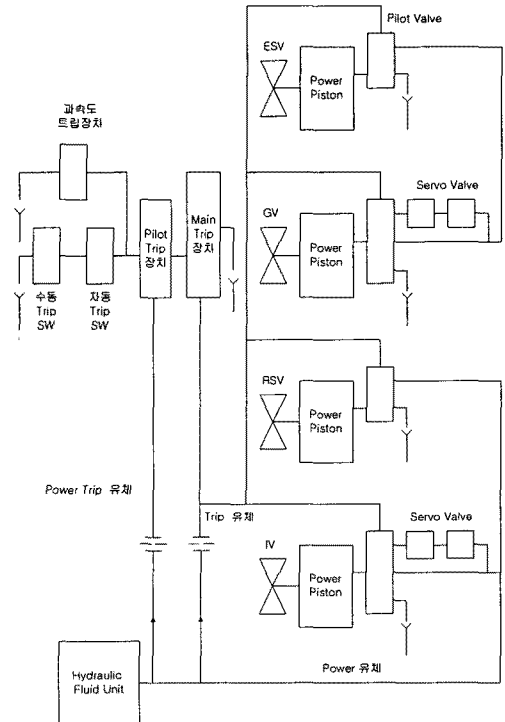 Pilot Valve
ESV
Power
Piston
과속도
트립장치
Servo Valve
Main
Trip
장치
GV
Pilot
Trip
장치
Power
Piston
수동
Trip
SW
자동
Trip
SW
RSV
Power
Piston
Power Trip 유체
Trip 유체
Servo Valve
IV
Power
Piston
Power 유체
Hydraulic
Fluid Unit